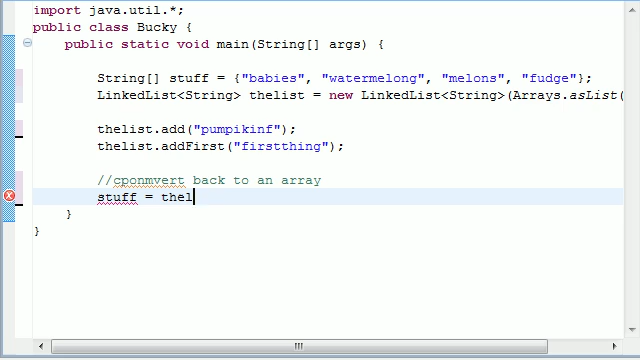 import java.util.*;
public class Bucky {
public static void main(String[] args) {
String[] stuff = {"babies", "watermelong", "melons", "fudge"};
LinkedList<String> thelist = new LinkedList<String>(Arrays.asList(
thelist.add("pumpikinf");
thelist.addFirst("firstthing");
//cponmvert back to an array
stuff = thel
}
}